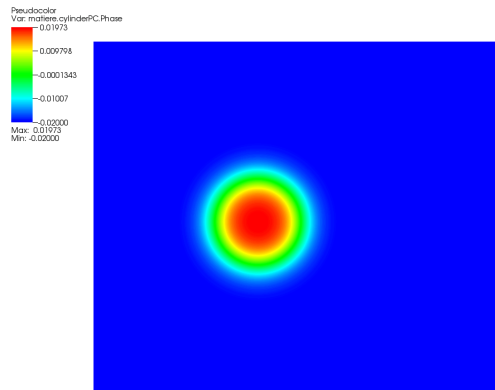 Pseudocolor
Var: matiere.cylinderPC.Phase
0.01973
0.009798
-0.0001343
-0.01007
-0.02000
Max: 0.01973
Min: -0.02000